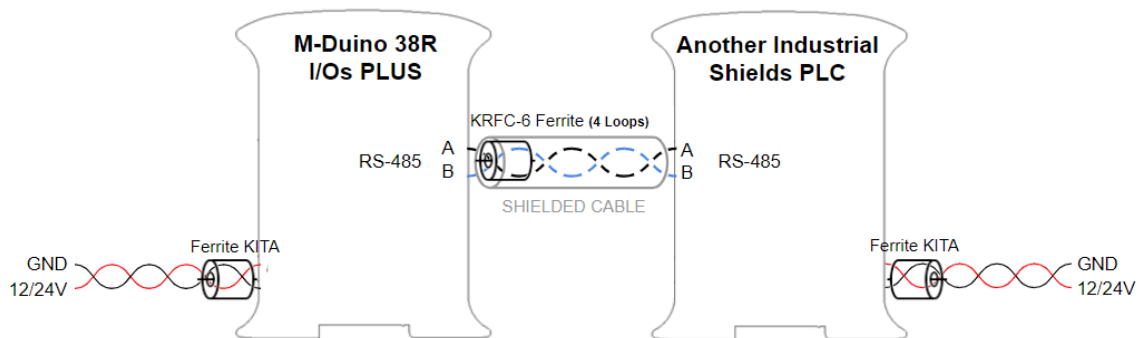 M-Duino 38R
I/Os PLUS
Another Industrial
Shields PLC
KRFC-6 Ferrite (4 Loops)
RS-485
A
B
A
B
RS-485
SHIELDED CABLE
Ferrite KITA
GND
12/24V
Ferrite KITA
GND
12/24V